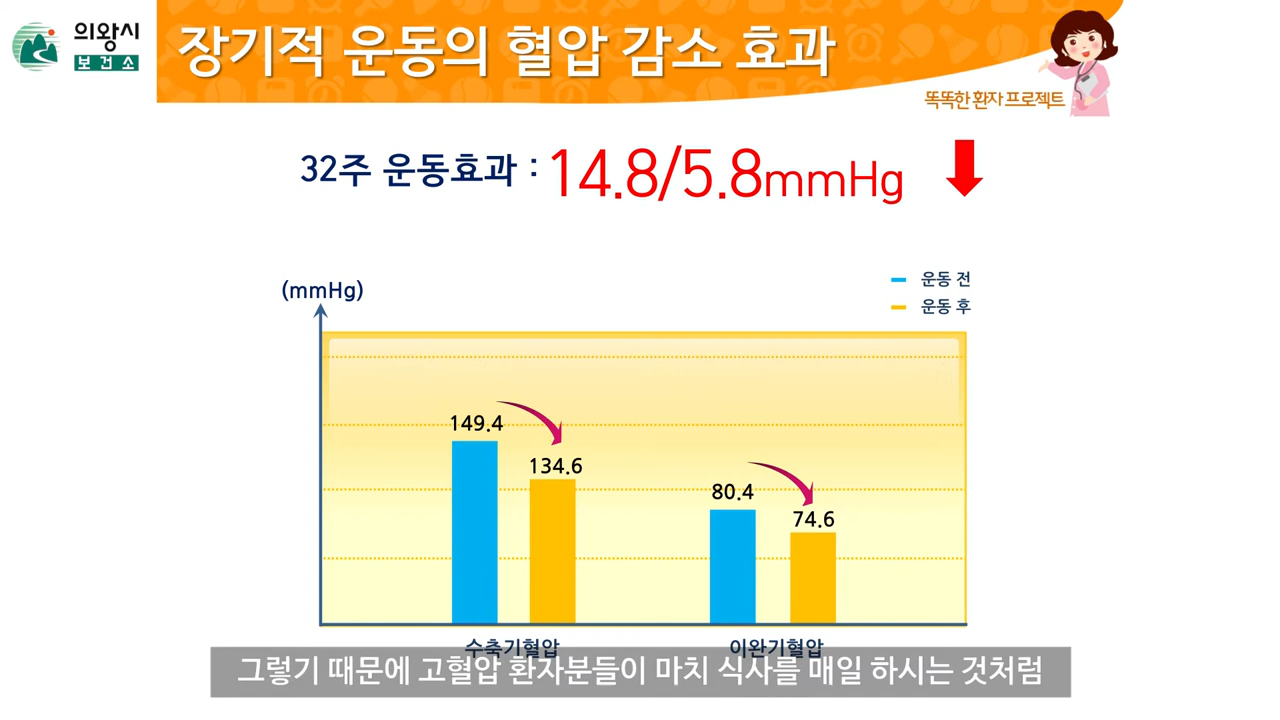 의왕시
보건소
장기적 운동의 혈압 감소 효과
똑똑한 환자 프로젝트
32주 운동효과 : 14.8/5.8mmHg
(mmHg)
운동 전
운동 후
149.4
134.6
80.4
74.6
수축기혈압
이완기혈압
그렇기 때문에 고혈압 환자분들이 마치 식사를 매일 하시는 것처럼